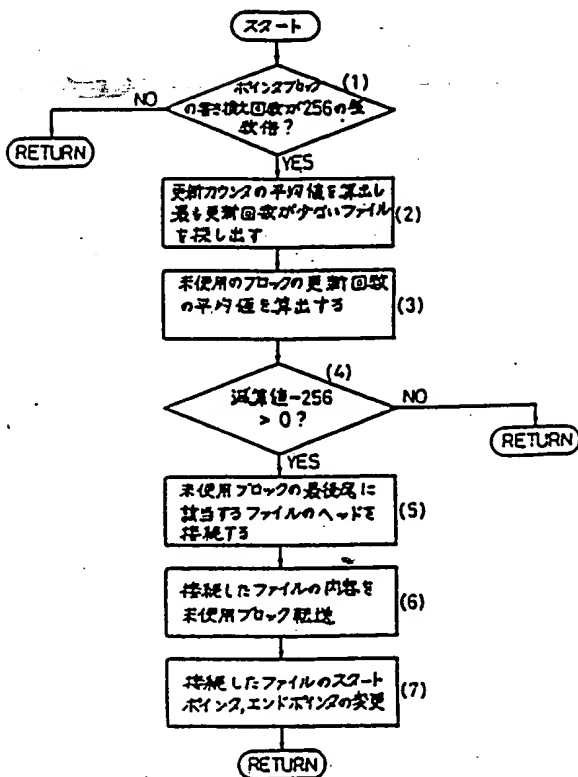 スタート
(1)
ポインタブロック
の書き換え回数が256の整
数倍?
NO
RETURN
YES
更新カウンタの平均値を算出し
最も更新回数が少ないファイル
を探し出す
(2)
未使用のブロックの更新回数
の平均値を算出する
(3)
(4)
減算値-256
> 0?
NO
RETURN
YES
未使用ブロックの最後尾に
該当するファイルのヘッドを
接続する
(5)
接続したファイルの内容を
未使用ブロック転送
(6)
接続したファイルのスタート
ポインタ,エンドポインタの変更
(7)
RETURN